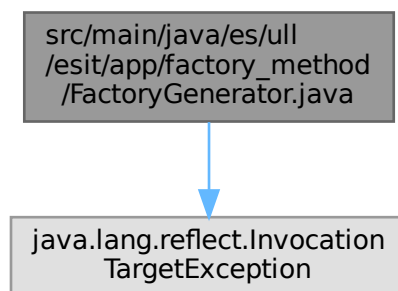 src/main/java/es/ull
/esit/app/factory_method
/FactoryGenerator.java
java.lang.reflect.Invocation
TargetException